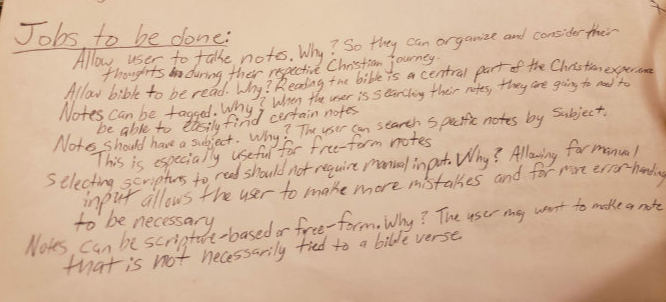 Jobs to be done:
Allow user to take notes. Why? So they can organize and consider their
thoughts during their respective Christian journey.
Allow bible to be read. Why? Reading the bible is a central part of the Christian experience
Notes can be tagged. Why? When the user is searching their notes, they are going to need to
be able to easily find certain notes
Notes should have a subject. Why? The user can search specific notes by subject.
This is especially useful for free-form notes
Selecting scripture to read should not require manual input. Why? Allowing for manual
input allows the user to make more mistakes and for more error-handling
to be necessary
Notes can be scripture-based or free-form. Why? The user may want to make a note
that is not necessarily tied to a bible verse.